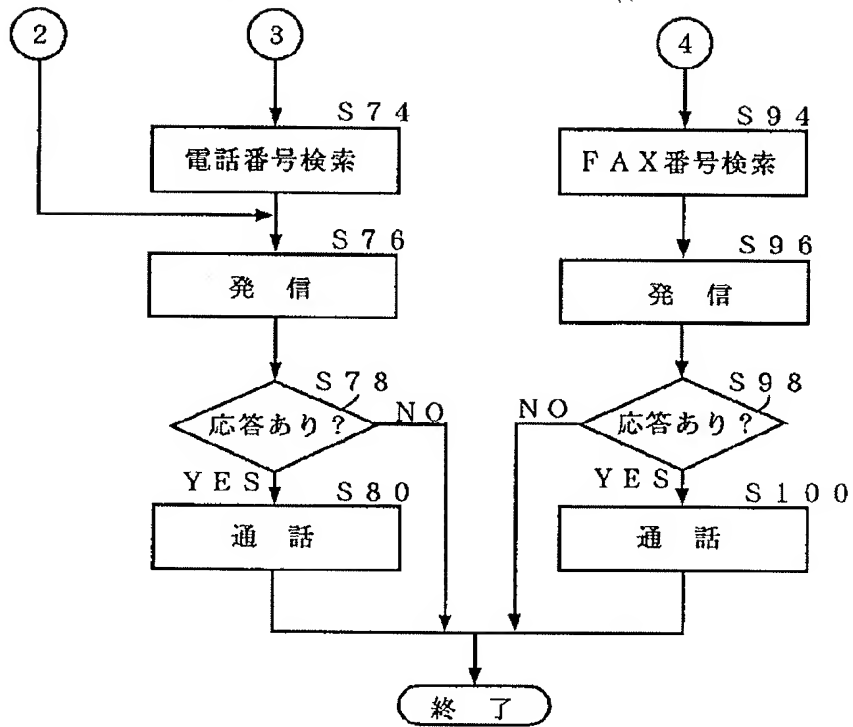 ②
③
④
S74
電話番号検索
S94
FAX番号検索
S76
発 信
S96
発 信
S78
応答あり?
NO
YES
S98
応答あり?
NO
YES
S80
通 話
S100
通 話
終 了